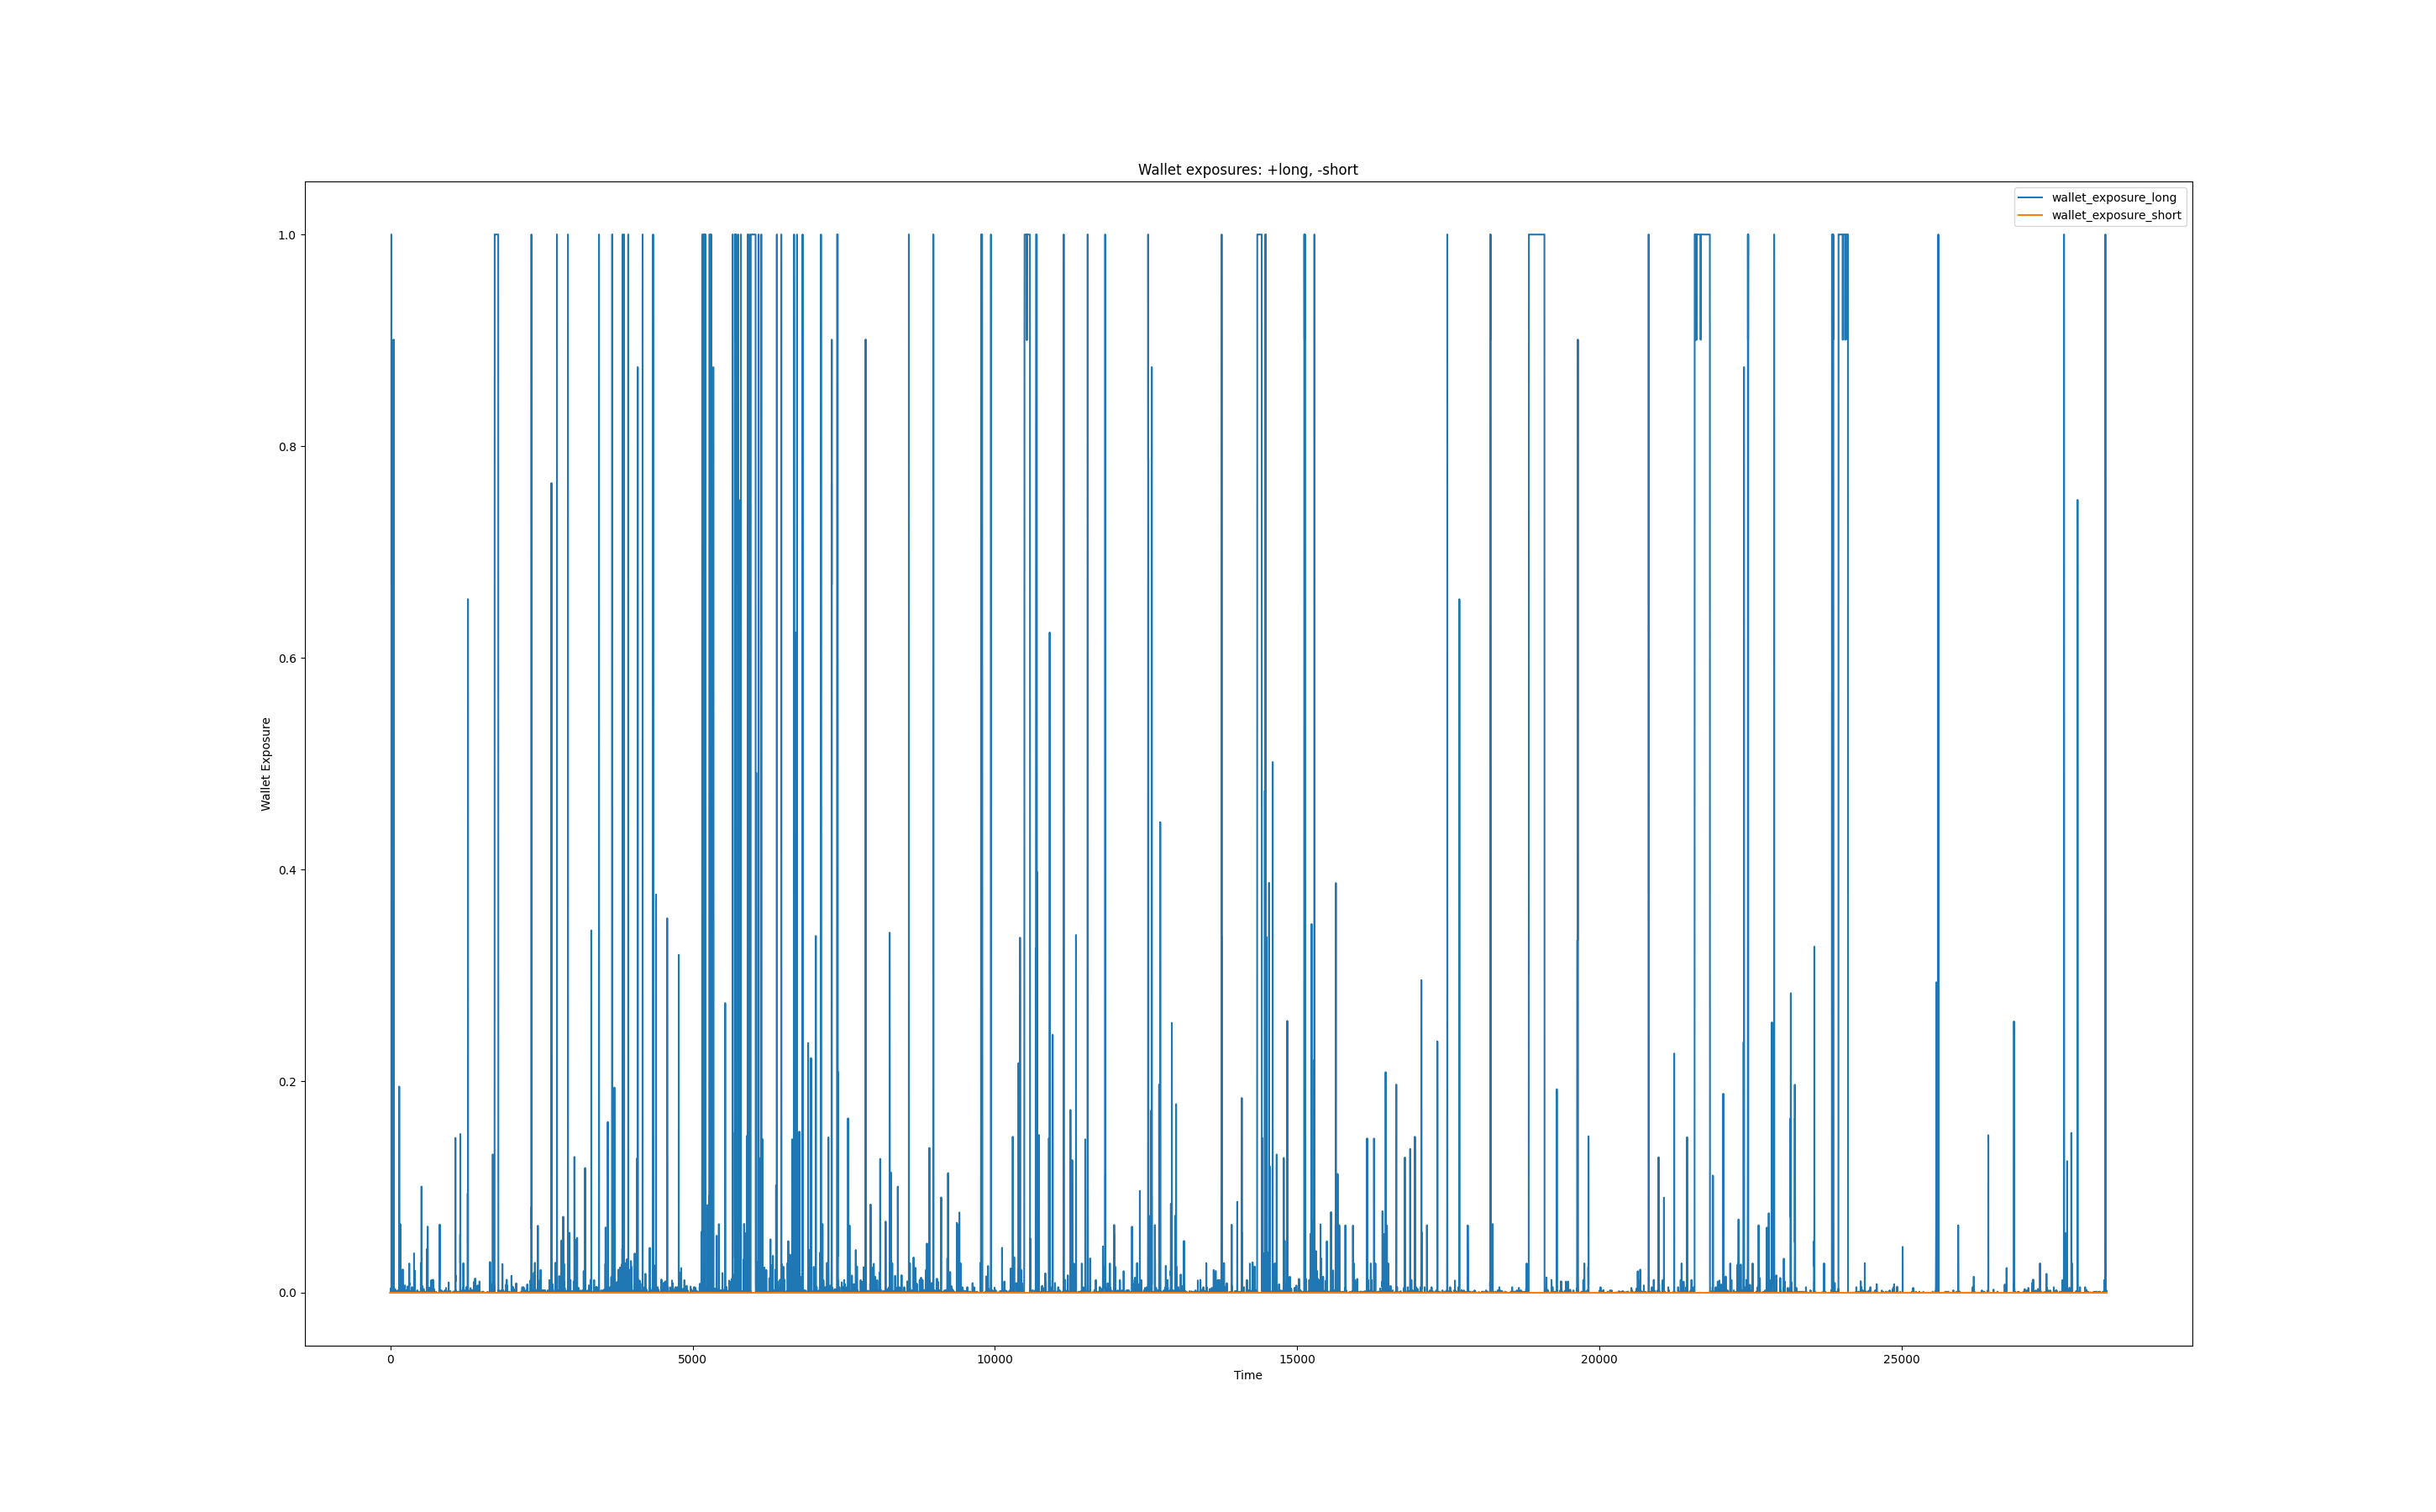 Wallet exposures: +long, -short
wallet_exposure_long
wallet_exposure_short
1.0
0.8
0.6
0.4
0.2
0.0
Wallet Exposure
0
5000
10000
15000
20000
25000
Time